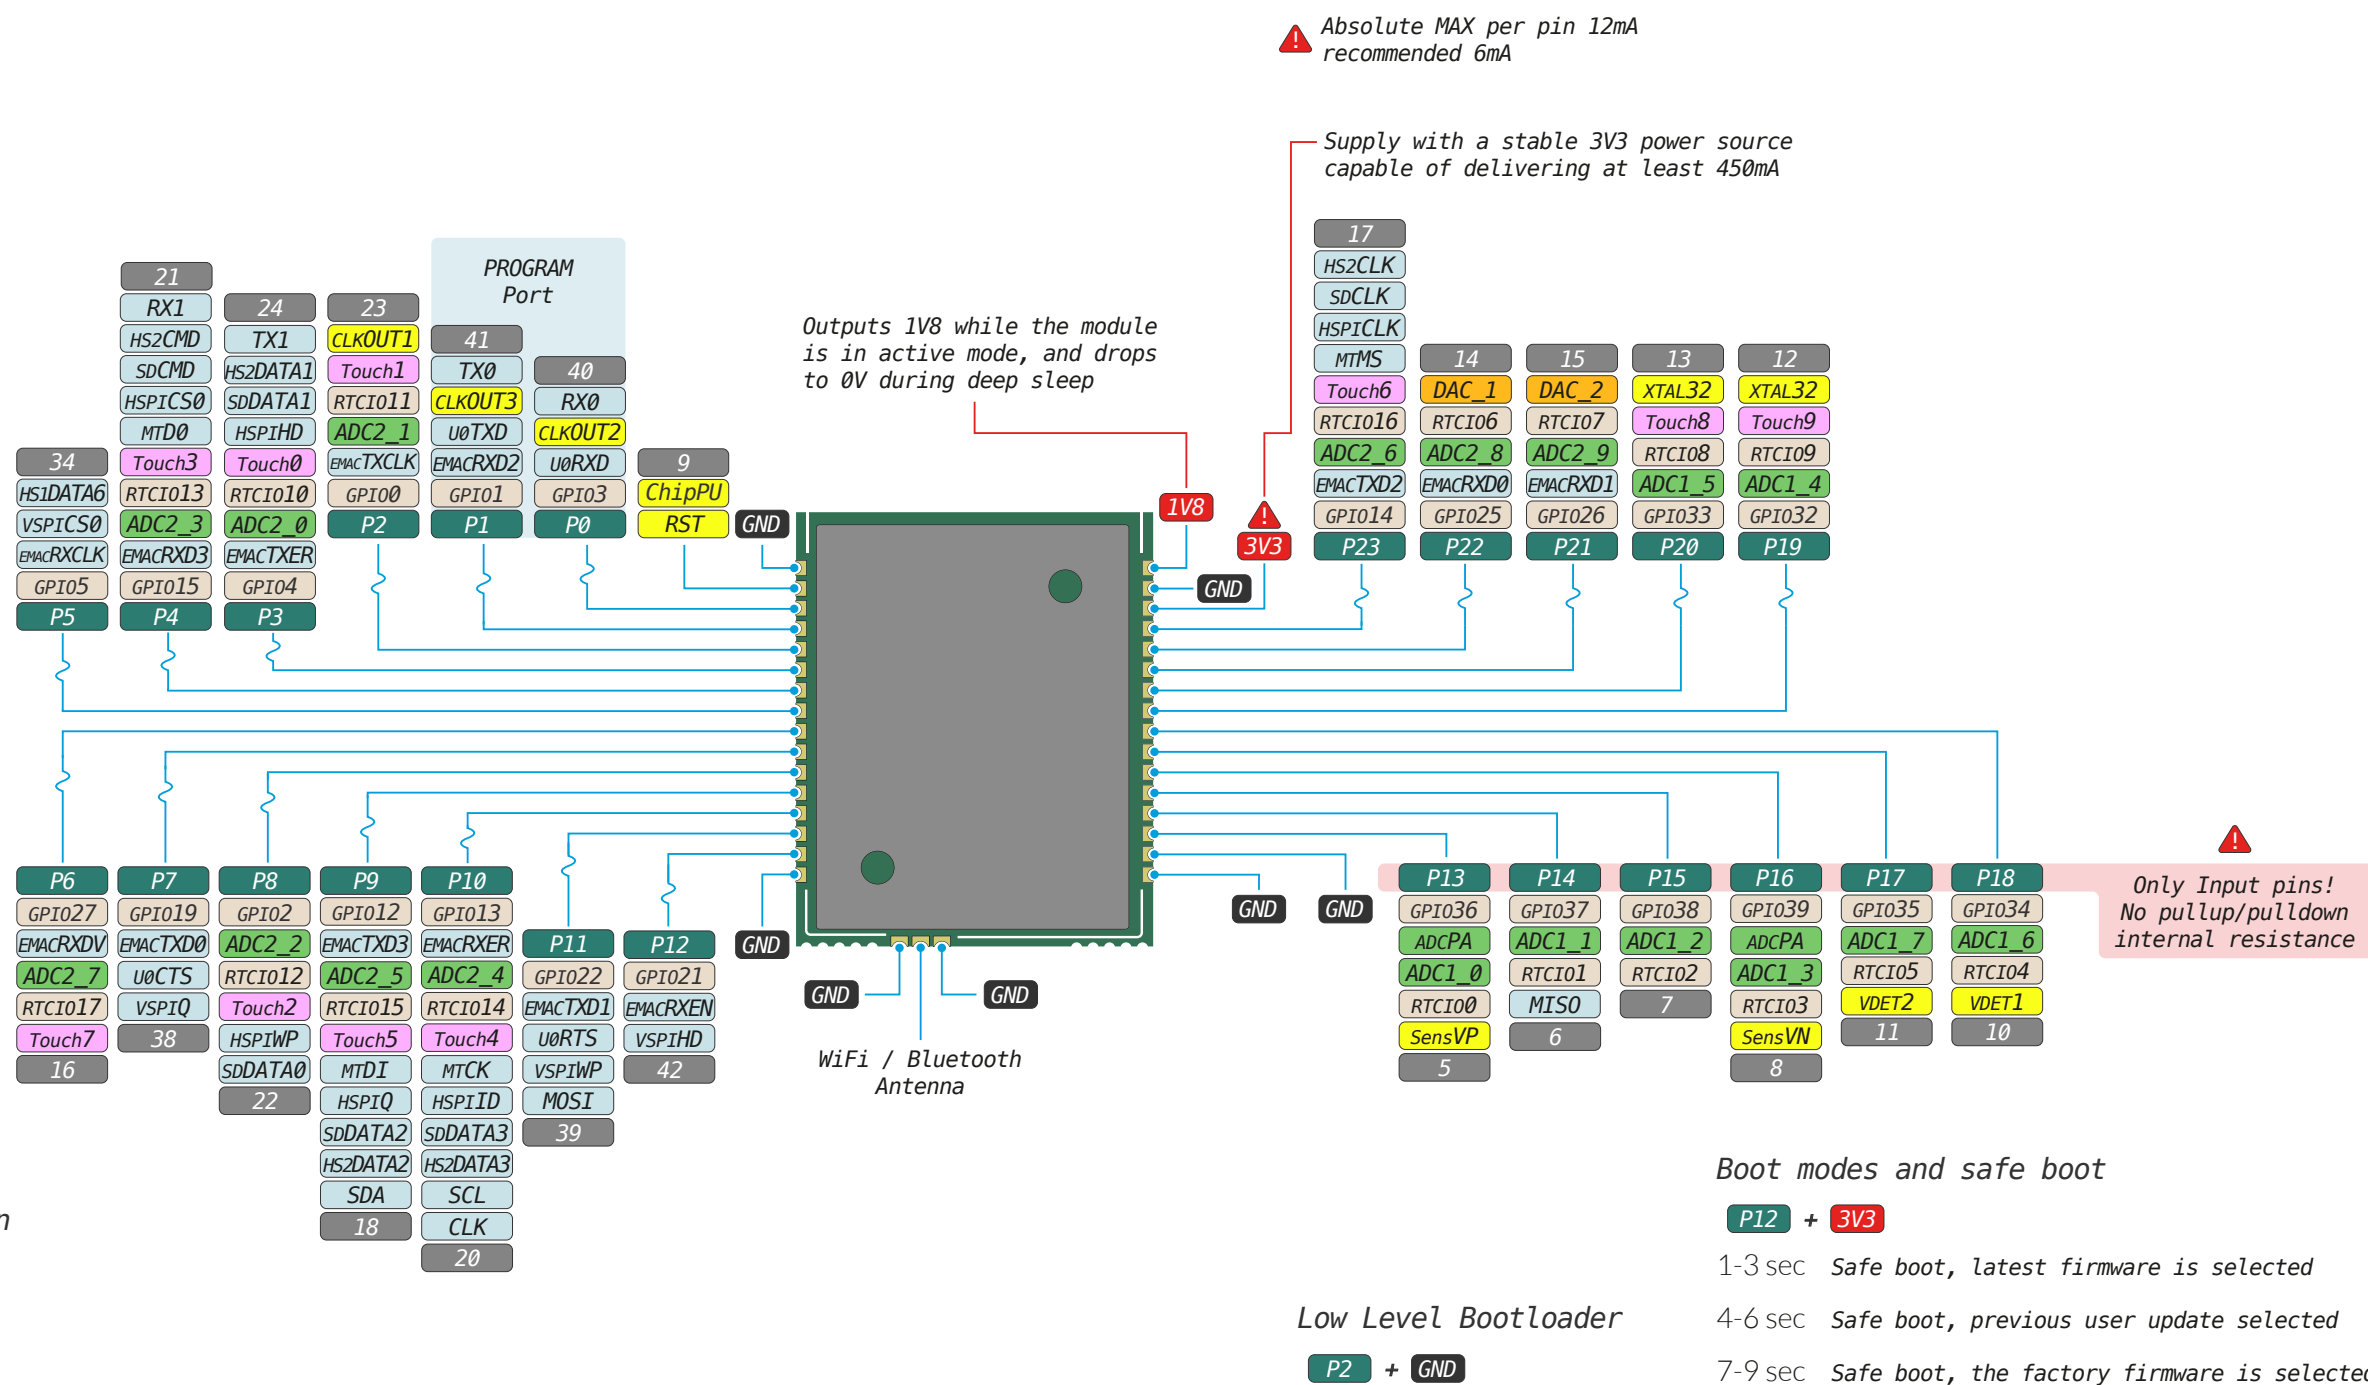 Absolute MAX per pin 12mA
recommended 6mA
Supply with a stable 3V3 power source
capable of delivering at least 450mA
PROGRAM
Port
Outputs 1V8 while the module
is in active mode, and drops
to 0V during deep sleep
34
HS1DATA6
VSPICS0
EMACRXCLK
GPIO5
P5
21
RX1
HS2CMD
SDCMD
HSPICS0
MTDO
Touch3
RTCIO13
ADC2_3
EMACRXD3
GPIO15
P4
24
TX1
HS2DATA1
SDDATA1
HSPIHD
Touch0
RTCIO10
ADC2_0
EMACTXER
GPIO4
P3
23
CLKOUT1
Touch1
RTCIO11
ADC2_1
EMACTXCLK
GPIO0
P2
41
TX0
CLKOUT3
U0TXD
EMACRXD2
GPIO1
P1
40
RX0
CLKOUT2
U0RXD
GPIO3
P0
9
ChipPU
RST
GND
1V8
GND
3V3
17
HS2CLK
SDCLK
HSPICLK
MTMS
Touch6
RTCIO16
ADC2_6
EMACTXD2
GPIO14
P23
14
DAC_1
RTCIO6
ADC2_8
EMACRXD0
GPIO25
P22
15
DAC_2
RTCIO7
ADC2_9
EMACRXD1
GPIO26
P21
13
XTAL32
Touch8
RTCIO8
ADC1_5
GPIO33
P20
12
XTAL32
Touch9
RTCIO9
ADC1_4
GPIO32
P19
P6
GPIO27
EMACRXDV
ADC2_7
RTCIO17
Touch7
16
P7
GPIO19
EMACTXD0
U0CTS
VSPIQ
38
P8
GPIO2
ADC2_2
RTCIO12
Touch2
HSPIWP
SDDATA0
22
P9
GPIO12
EMACTXD3
ADC2_5
RTCIO15
Touch5
MTDI
HSPIQ
SDDATA2
HS2DATA2
SDA
18
P10
GPIO13
EMACRXER
ADC2_4
RTCIO14
Touch4
MTCK
HSPIID
SDDATA3
HS2DATA3
SCL
CLK
20
P11
GPIO22
EMACTXD1
U0RTS
VSPIWP
MOSI
39
P12
GPIO21
EMACRXEN
VSPIHD
42
GND
GND
GND
WiFi / Bluetooth
Antenna
GND
GND
P13
GPIO36
ADCPA
ADC1_0
RTCIO0
SensVP
5
P14
GPIO37
ADC1_1
RTCIO1
MISO
6
P15
GPIO38
ADC1_2
RTCIO2
7
P16
GPIO39
ADCPA
ADC1_3
RTCIO3
SensVN
8
P17
GPIO35
ADC1_7
RTCIO5
VDET2
11
P18
GPIO34
ADC1_6
RTCIO4
VDET1
10
Only Input pins!
No pullup/pulldown
internal resistance
n
Low Level Bootloader
P2 + GND
Boot modes and safe boot
P12 + 3V3
1-3 sec Safe boot, latest firmware is selected
4-6 sec Safe boot, previous user update selected
7-9 sec Safe boot, the factory firmware is selected